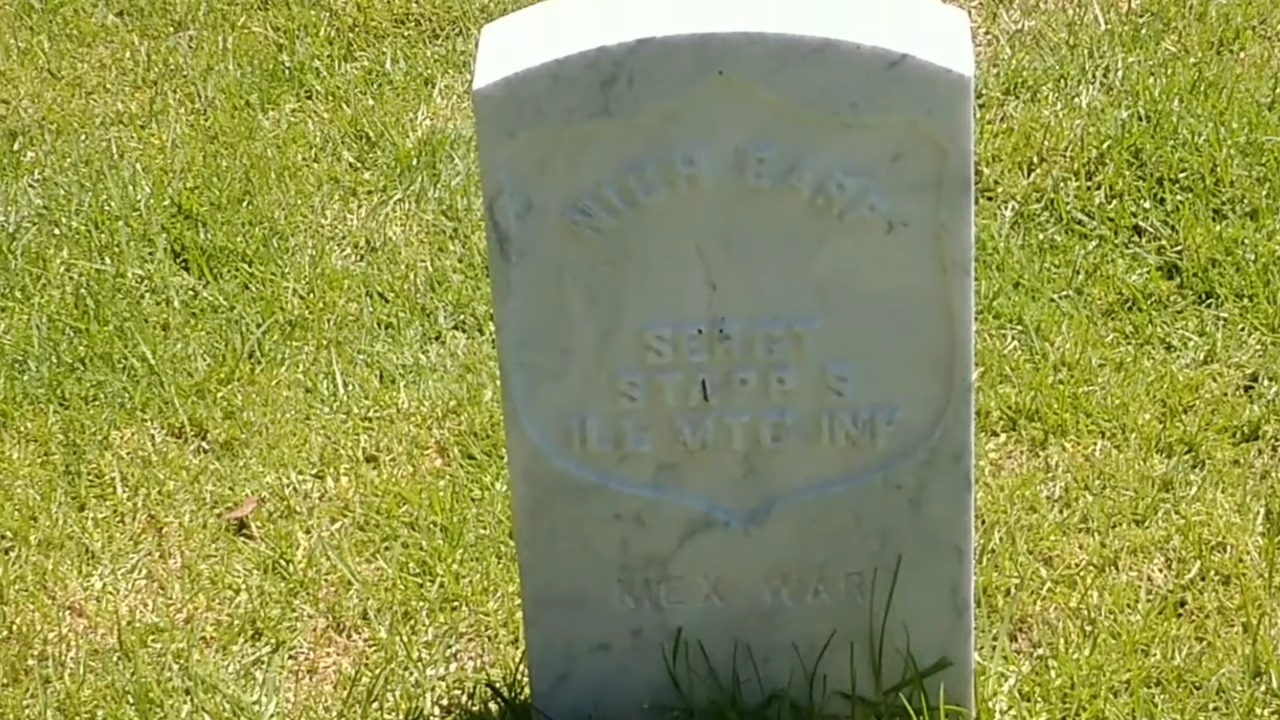 NICH EARP
SERGT
STAPP'S
ILL MTD INF
MEX WAR